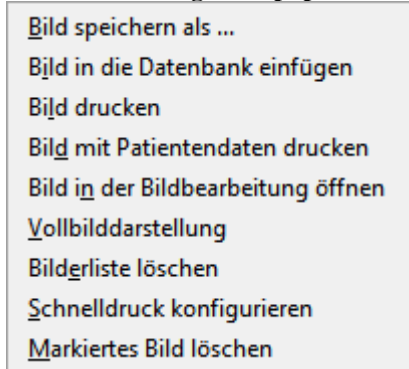 Bild speichern als ...
Bild in die Datenbank einfügen
Bild drucken
Bild mit Patientendaten drucken
Bild in der Bildbearbeitung öffnen
Vollbilddarstellung
Bilderliste löschen
Schnelldruck konfigurieren
Markiertes Bild löschen